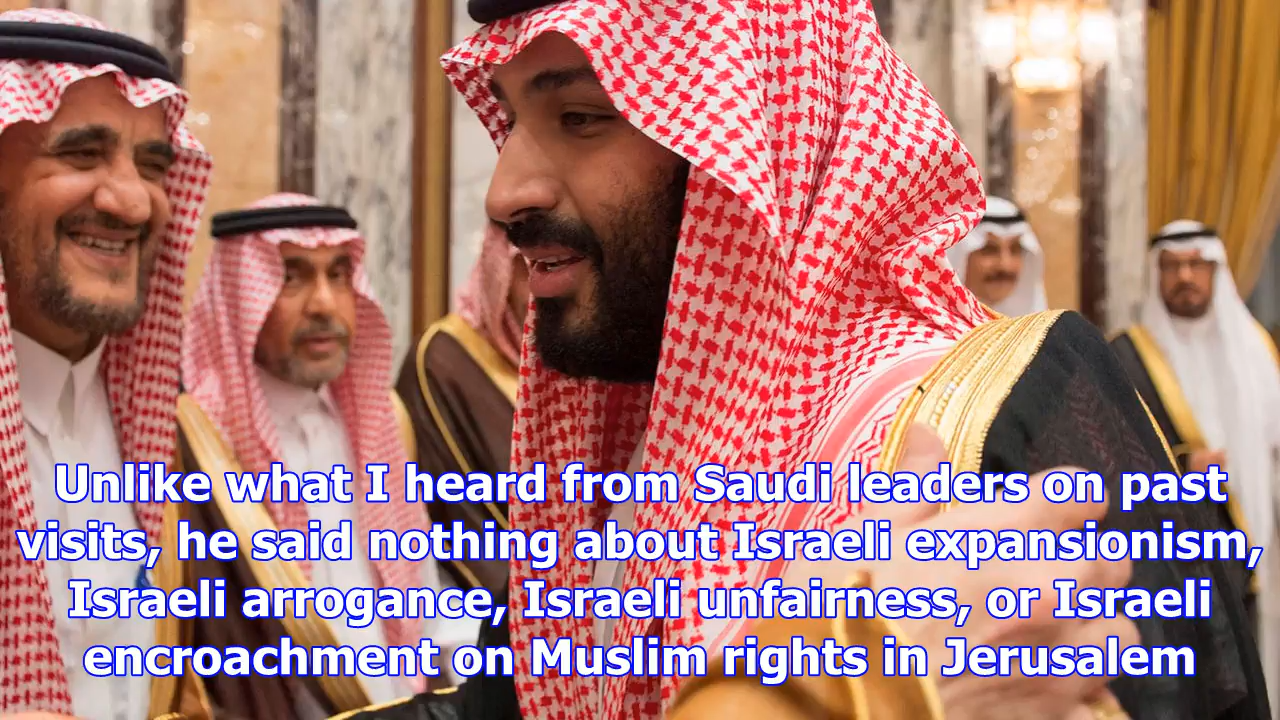 Unlike what I heard from Saudi leaders on past
visits, he said nothing about Israeli expansionism,
Israeli arrogance, Israeli unfairness, or Israeli
encroachment on Muslim rights in Jerusalem